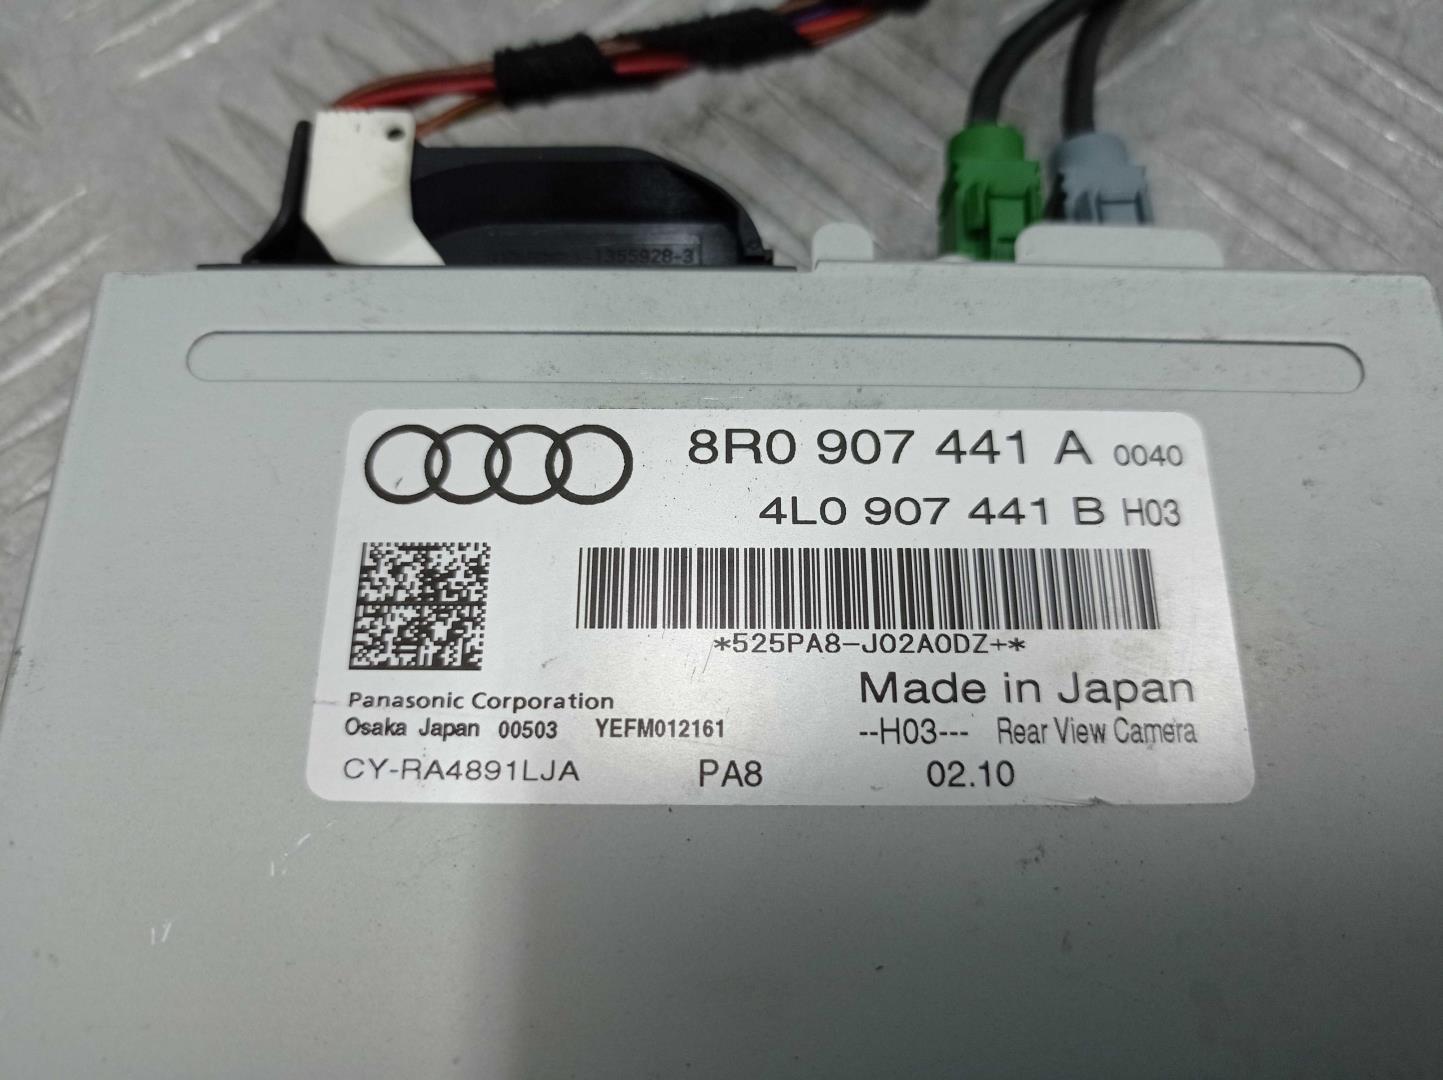 1355928-3
8R0 907 441 A 0040
4L0 907 441 B H03
*525PA8-J02A0DZ+*
Made in Japan
Panasonic Corporation
Osaka Japan 00503 YEFM012161
--H03--- Rear View Camera
CY-RA4891LJA PA8 02.10